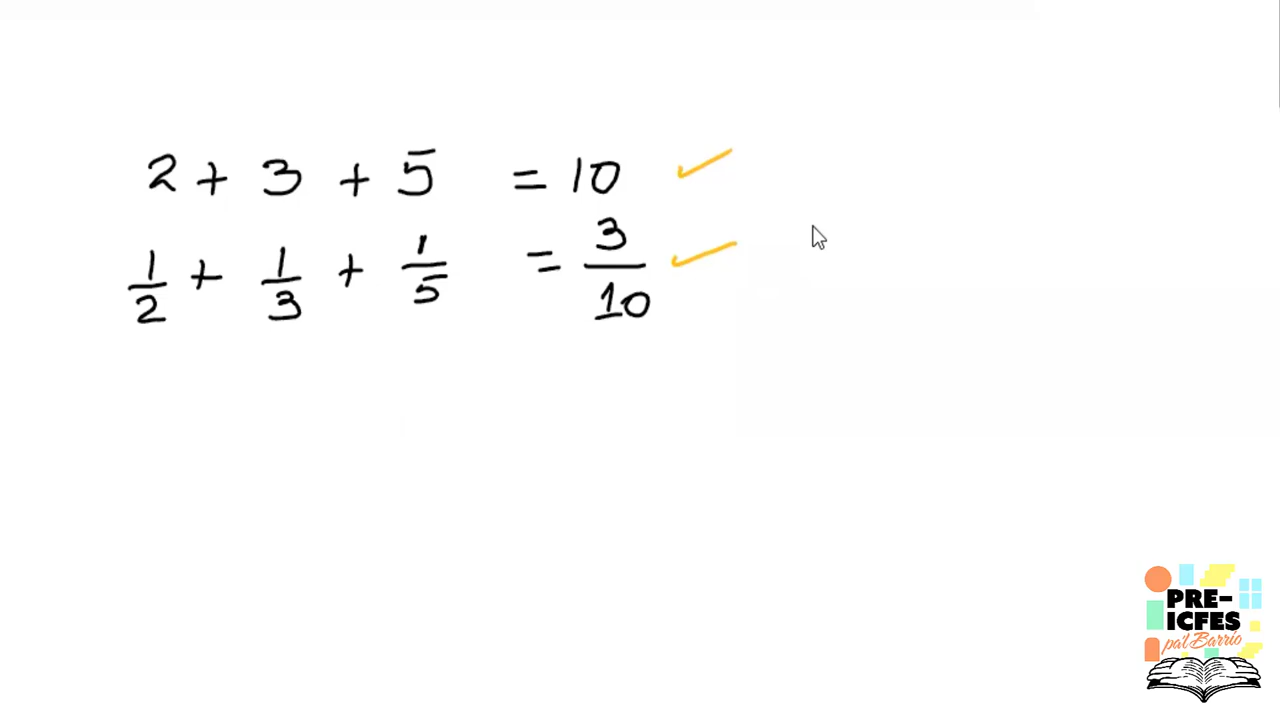 2 + 3 + 5 = 10 ✓
1/2 + 1/3 + 1/5 = 3/10 ✓
PRE-
ICFES
pa'l Barrio